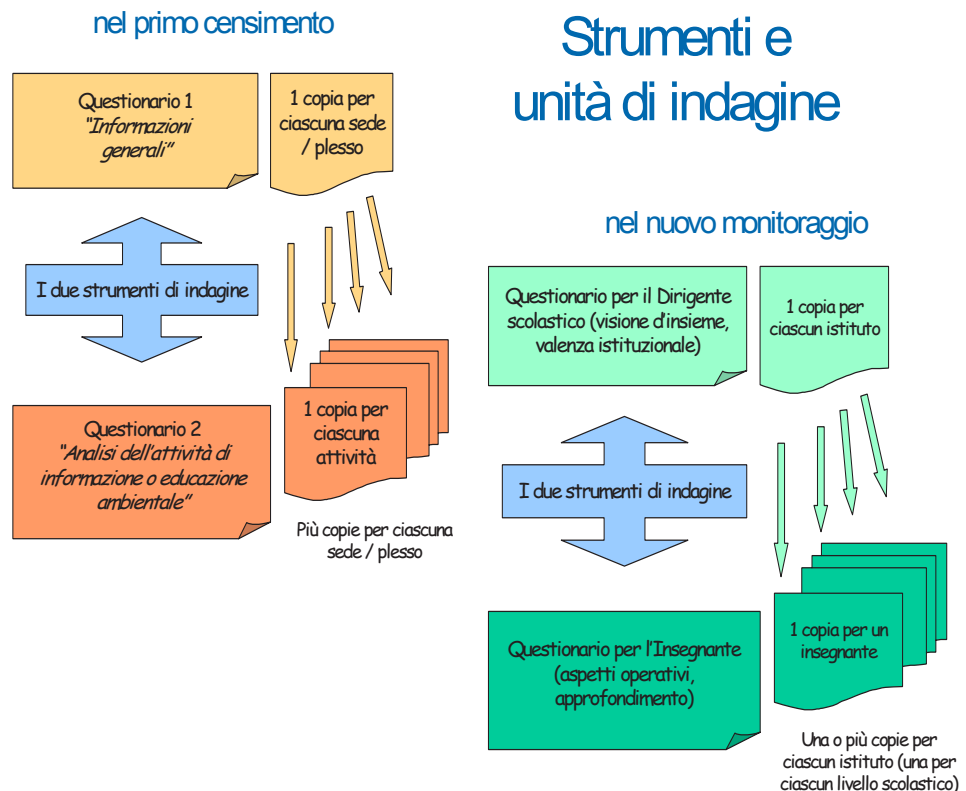 nel primo censimento
Strumenti e
unità di indagine
Questionario 1
"Informazioni
generali"
1 copia per
ciascuna sede
/ plesso
I due strumenti di indagine
Questionario 2
"Analisi dell'attività di
informazione o educazione
ambientale"
1 copia per
ciascuna
attività
Più copie per ciascuna
sede / plesso
nel nuovo monitoraggio
Questionario per il Dirigente
scolastico (visione d'insieme,
valenza istituzionale)
1 copia per
ciascun istituto
I due strumenti di indagine
Questionario per l'Insegnante
(aspetti operativi,
approfondimento)
1 copia per un
insegnante
Una o più copie per
ciascun istituto (una per
ciascun livello scolastico)